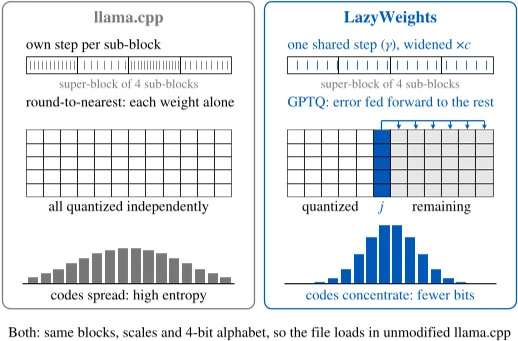 llama.cpp
own step per sub-block
super-block of 4 sub-blocks
round-to-nearest: each weight alone
all quantized independently
codes spread: high entropy
LazyWeights
one shared step (γ), widened ×c
super-block of 4 sub-blocks
GPTQ: error fed forward to the rest
quantized j remaining
codes concentrate: fewer bits
Both: same blocks, scales and 4-bit alphabet, so the file loads in unmodified llama.cpp